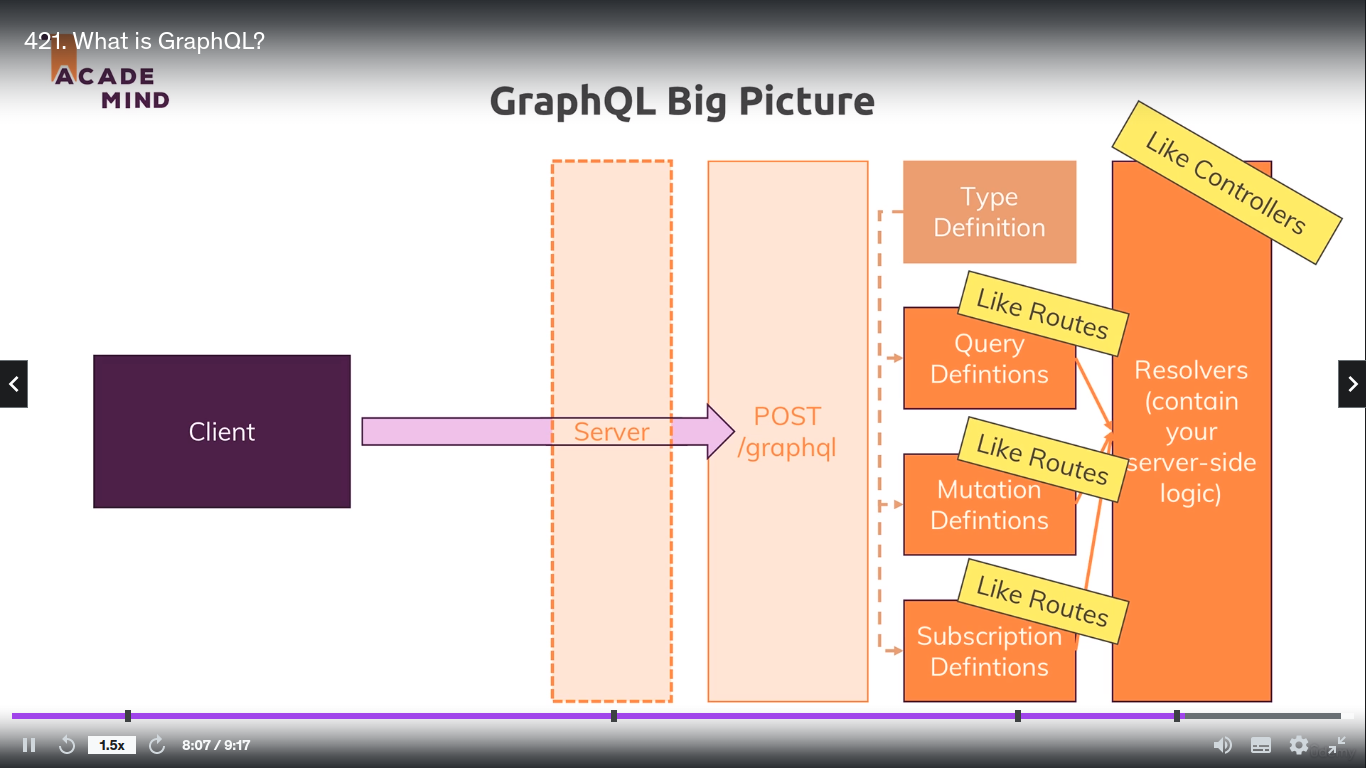 421. What is GraphQL?
ACADE
MIND
GraphQL Big Picture
Client
Server
POST
/graphql
Type
Definition
Like Routes
Query
Defintions
Like Routes
Mutation
Defintions
Like Routes
Subscription
Defintions
Like Controllers
Resolvers
(contain
your
server-side
logic)
1.5x
8:07 / 9:17